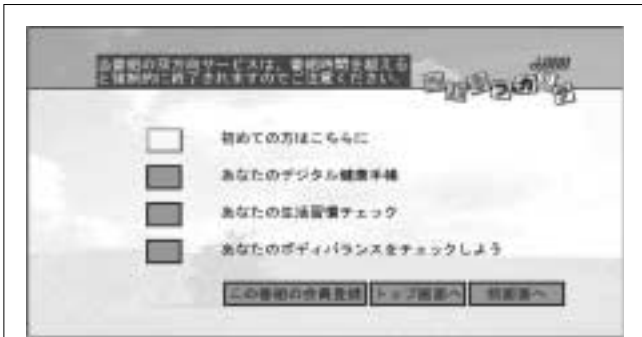 当番組の双方向サービスは、番組時間を超える
と強制的に終了されますのでご注意ください。
初めての方はこちらに
あなたのデジタル健康手帳
あなたの生活習慣チェック
あなたのボディバランスをチェックしよう
この番組の会員登録 トップ画面へ 前画面へ